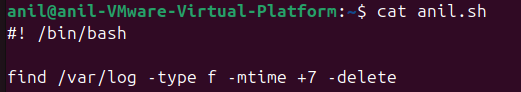 anil@anil-VMware-Virtual-Platform:~$ cat anil.sh
#! /bin/bash
find /var/log -type f -mtime +7 -delete